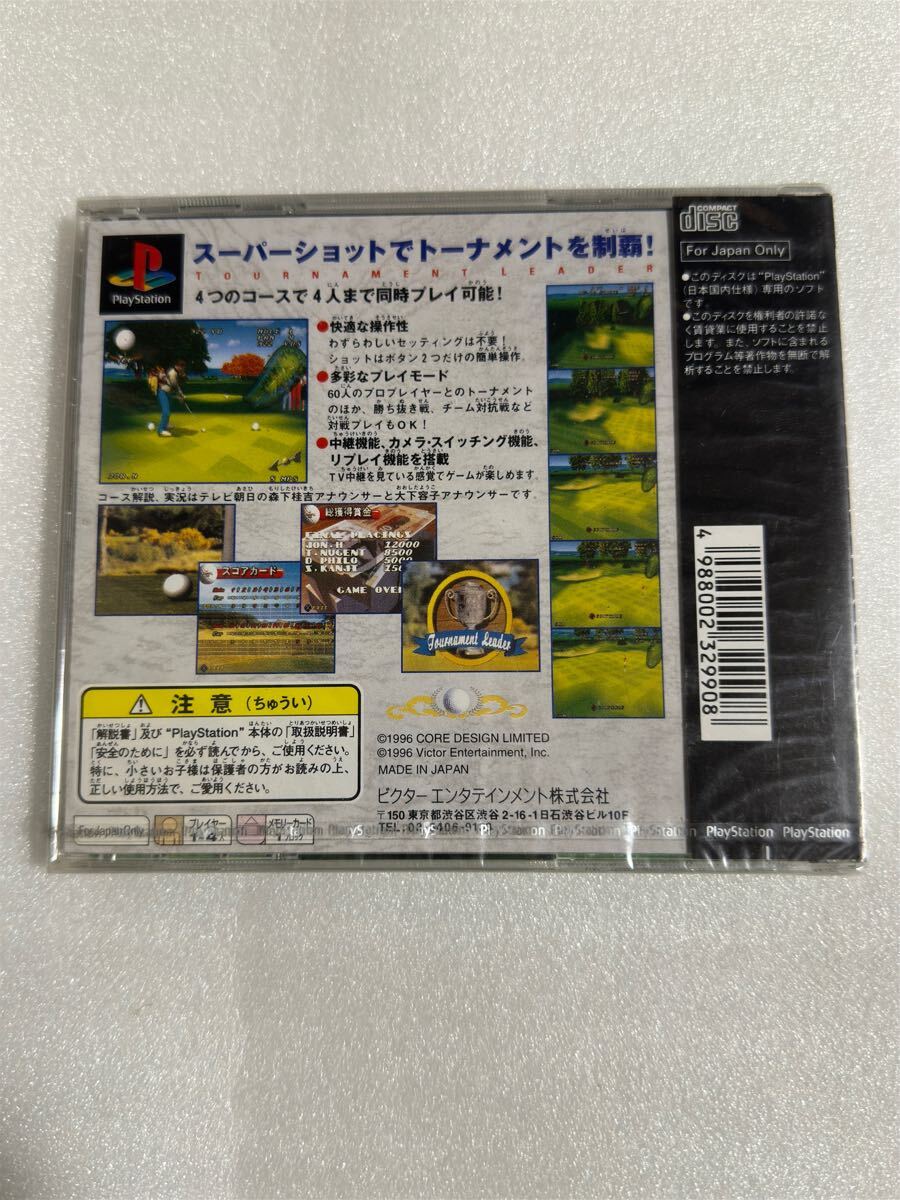 PlayStation
スーパーショットでトーナメントを制覇!
TOURNAMENT LEADER
4つのコースで4人まで同時プレイ可能!
●快適な操作性
わずらわしいセッティングは不要!
ショットはボタン2つだけの簡単操作。
●多彩なプレイモード
60人のプロプレイヤーとのトーナメント
のほか、勝ち抜き戦、チーム対抗戦など
対戦プレイもOK!
●中継機能、カメラ・スイッチング機能、
リプレイ機能を搭載
TV中継を見ている感覚でゲームが楽しめます。
コース解説、実況はテレビ朝日の森下桂吉アナウンサーと大下容子アナウンサーです。
JON.H
5 MPS
スコアカード
総獲得賞金
FINAL PLACINGS
JON.H 12000
T.NUGENT 8500
D PHILO 5000
S.KANJI
GAME OVER
Tournament Leader
注意(ちゅうい)
「解説書」及び“PlayStation”本体の「取扱説明書」
「安全のために」を必ず読んでから、ご使用ください。
特に、小さいお子様は保護者の方がお読みの上、
正しい使用方法で、ご愛用ください。
For Japan Only
プレイヤー
1-4人
メモリーカード
©1996 CORE DESIGN LIMITED
©1996 Victor Entertainment, Inc.
MADE IN JAPAN
ビクターエンタテインメント株式会社
〒150 東京都渋谷区渋谷2-16-1日石渋谷ビル10F
PlayStation PlayStation
COMPACT
disc
For Japan Only
●このディスクは“PlayStation”
(日本国内仕様)専用のソフト
です。
●このディスクを権利者の許諾な
く賃貸業に使用することを禁止
します。また、ソフトに含まれる
プログラム等著作物を無断で解
析することを禁止します。
4 988002 329908